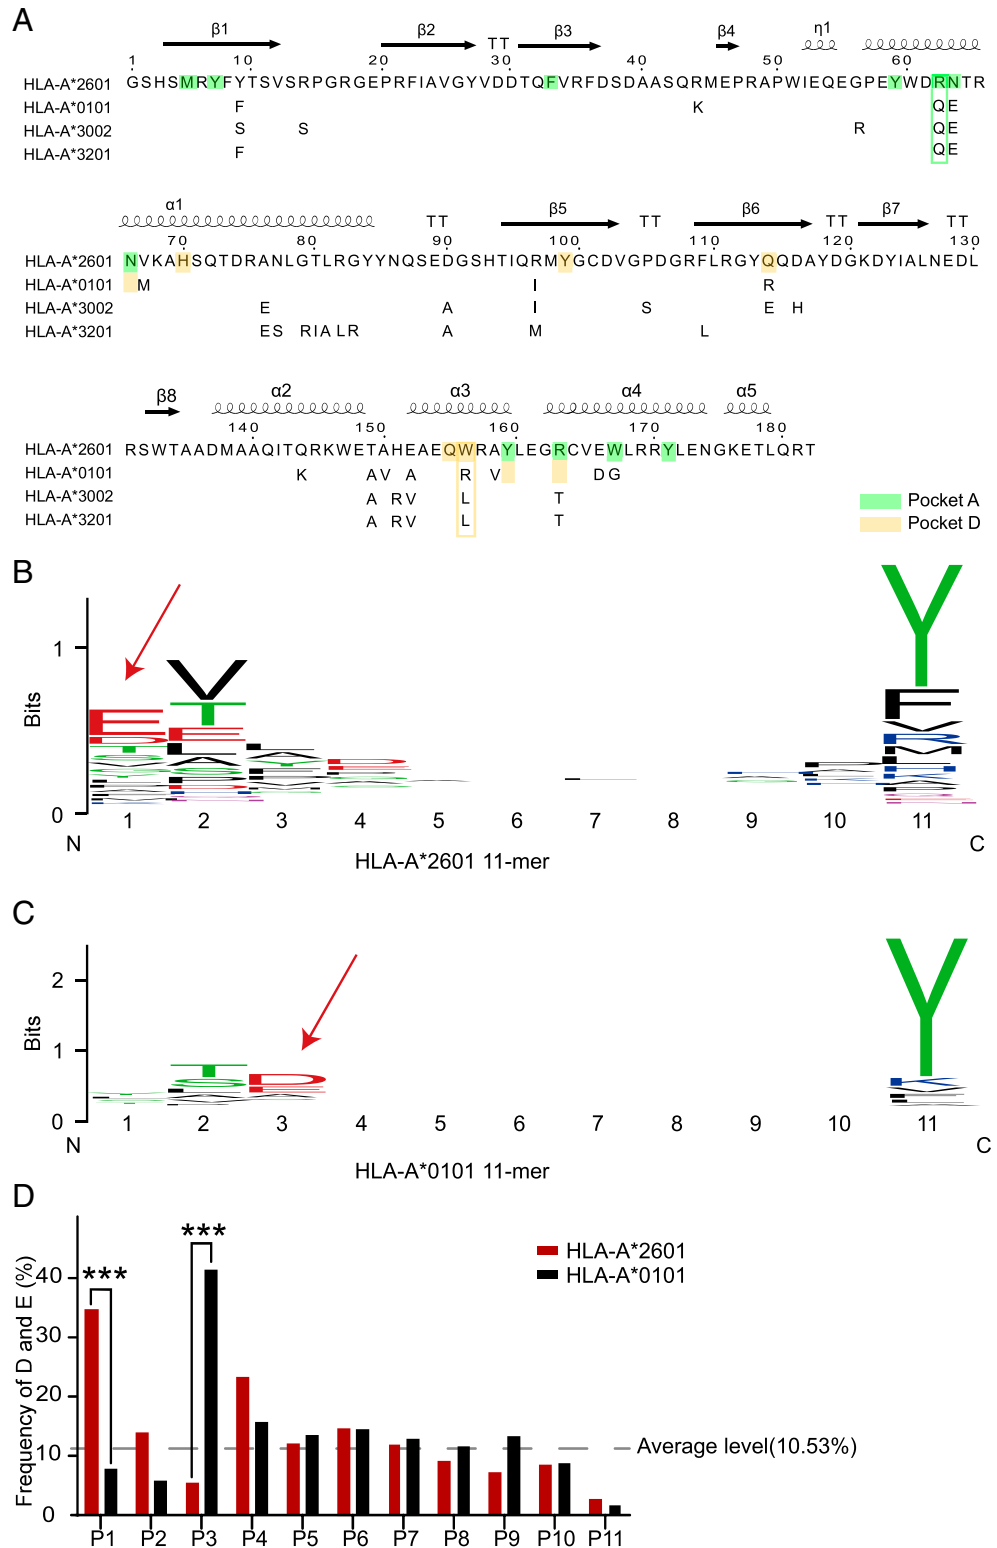 A
β1 β2 TT β3 β4 η1
1 10 20 30 40 50 60
HLA-A*2601 GSHSMRYFYTSVSRPGRGEPRFIAVGYVDDTQFVRFDSDAASQRMEPRAPWIEQEGPEYWDRNTR
HLA-A*0101 F K QE
HLA-A*3002 S S R QE
HLA-A*3201 F QE
α1 TT β5 TT β6 TT β7 TT
70 80 90 100 110 120 130
HLA-A*2601 NVKAHSQTDRANLGTLRGYYNQSEDGSHTIQRMYGCDVGPDGRFLRGYQQDAYDGKDYIALNEDL
HLA-A*0101 M I R
HLA-A*3002 E A I S E H
HLA-A*3201 ES RIALR A M L
β8 α2 α3 α4 α5
140 150 160 170 180
HLA-A*2601 RSWTAADMAAQITQRKWETAHEAEQWRAYLEGRCVEWLRRYLENGKETLQRT
HLA-A*0101 K AV A R V DG
HLA-A*3002 A RV L T
HLA-A*3201 A RV L T
Pocket A
Pocket D
B
Bits
1
0
1 2 3 4 5 6 7 8 9 10 11
N C
HLA-A*2601 11-mer
C
Bits
2
1
0
1 2 3 4 5 6 7 8 9 10 11
N C
HLA-A*0101 11-mer
D
Frequency of D and E (%)
40
30
20
10
0
*** ***
HLA-A*2601
HLA-A*0101
Average level(10.53%)
P1 P2 P3 P4 P5 P6 P7 P8 P9 P10 P11